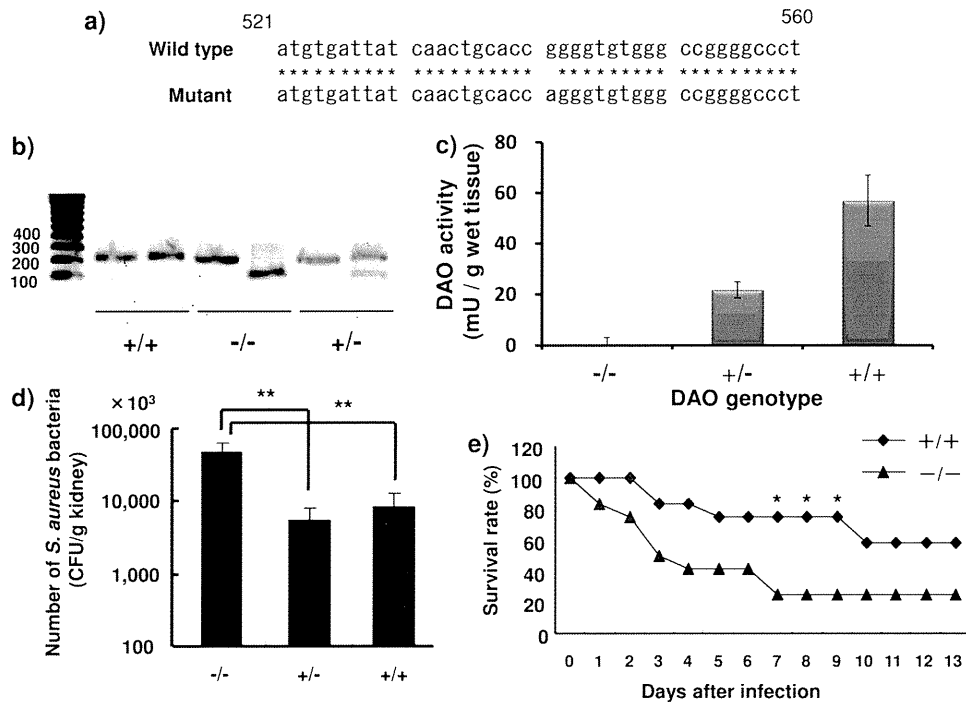 a)
521 560
Wild type atgtgattat caactgcacc ggggtgtggg ccggggccct
********** ********** ********* **********
Mutant atgtgattat caactgcacc agggtgtggg ccggggccct
b)
400
300
200
100
+/+ -/- +/-
c)
DAO activity
(mU / g wet tissue)
80
60
40
20
0
-/- +/- +/+
DAO genotype
d)
Number of S. aureus bacteria
(CFU/g kidney)
×10³
100,000
10,000
1,000
100
** **
-/- +/- +/+
e)
+/+
−/−
Survival rate (%)
120
100
80
60
40
20
0
* * *
0 1 2 3 4 5 6 7 8 9 10 11 12 13
Days after infection